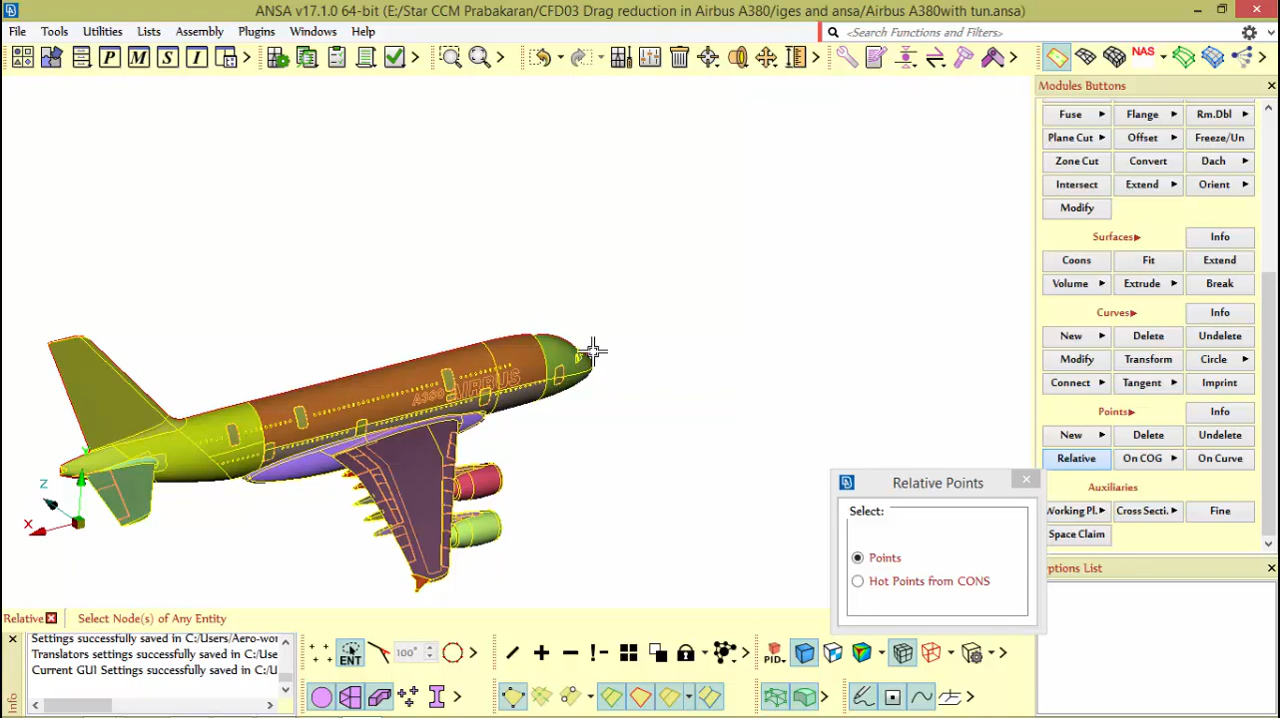 ANSA v17.1.0 64-bit (E:/Star CCM Prabakaran/CFD03 Drag reduction in Airbus A380/iges and ansa/Airbus A380with tun.ansa)
File Tools Utilities Lists Assembly Plugins Windows Help <Search Functions and Filters>
P M S I NAS
Modules Buttons
Fuse Flange Rm.Dbl
Plane Cut Offset Freeze/Un
Zone Cut Convert Dach
Intersect Extend Orient
Modify
Surfaces Info
Coons Fit Extend
Volume Extrude Break
Curves Info
New Delete Undelete
Modify Transform Circle
Connect Tangent Imprint
Points Info
New Delete Undelete
Relative On COG On Curve
Auxiliaries
Working Pl. Cross Secti. Fine
Space Claim
A380 AIRBUS
Z
X
Relative Points
Select:
Points
Hot Points from CONS
ptions List
Relative Select Node(s) of Any Entity
Settings successfully saved in C:/Users/Aero-wor
Translators settings successfully saved in C:/Use
Current GUI Settings successfully saved in C:/U
Info
ENT 100°
PID